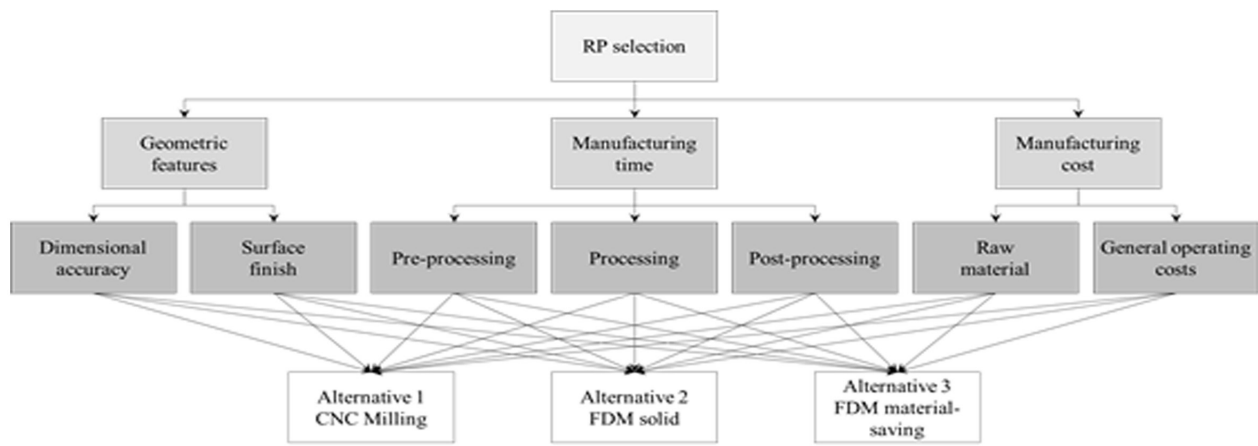 RP selection
Geometric
features
Manufacturing
time
Manufacturing
cost
Dimensional
accuracy
Surface
finish
Pre-processing
Processing
Post-processing
Raw
material
General operating
costs
Alternative 1
CNC Milling
Alternative 2
FDM solid
Alternative 3
FDM material-
saving